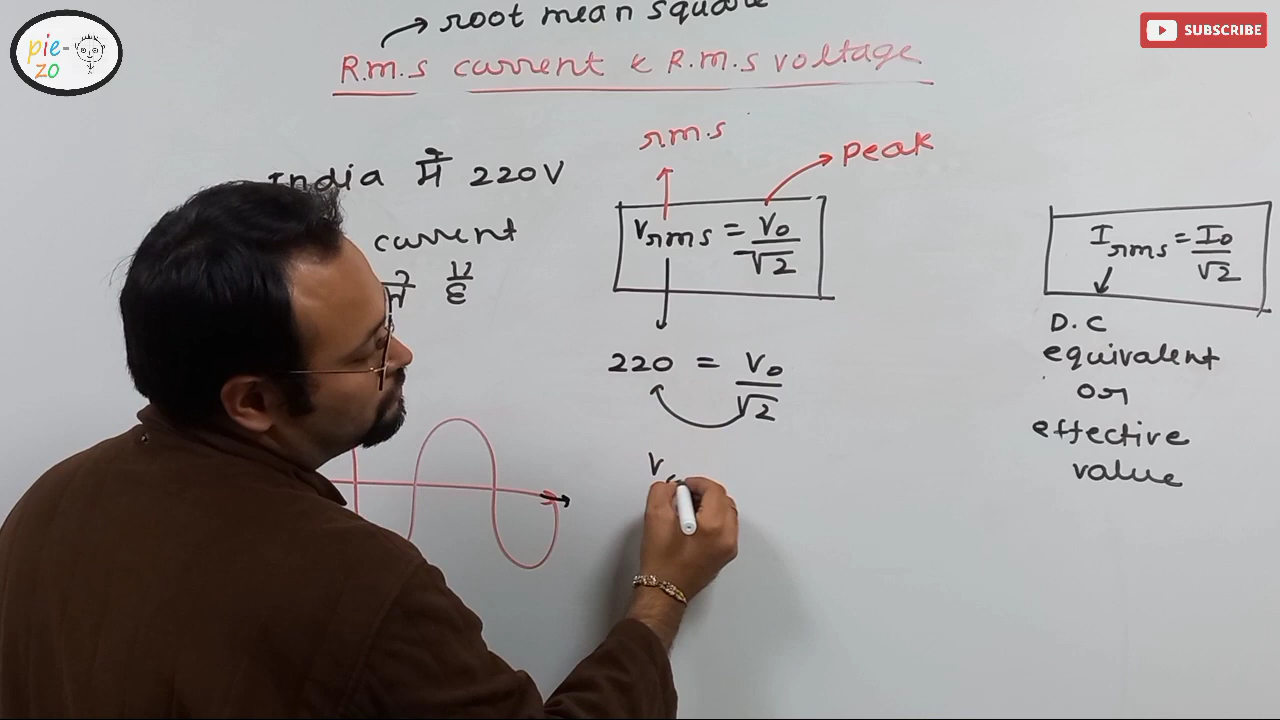 pie-
zo
SUBSCRIBE
→ root mean square
R.m.s current & R.m.s voltage
r.m.s
Peak
India में 220V
current
Vrms = V₀/√2
Irms = I₀/√2
220 = V₀/√2
D.C
equivalent
or
effective
value
V